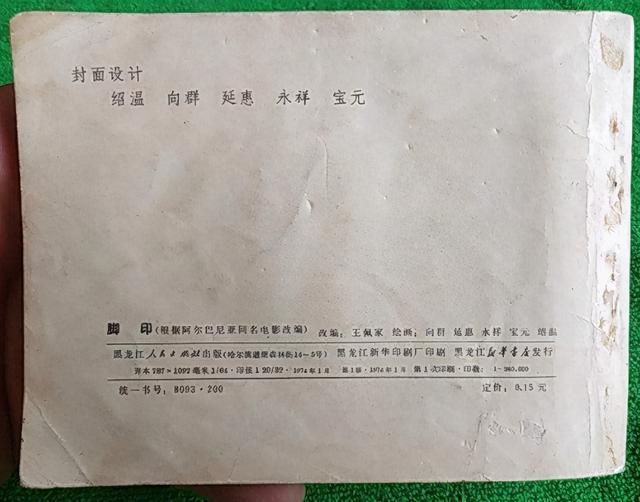 封面设计
绍温 向群 延惠 永祥 宝元
脚 印(根据阿尔巴尼亚同名电影改编) 改编:王佩家 绘画:向群 延惠 永祥 宝元 绍温
黑龙江人民出版社出版(哈尔滨道里森林街14—5号) 黑龙江新华印刷厂印刷 黑龙江新华书店发行
开本787×1092毫米1/64·印张120/32·1974年1月 第1版·1974年1月 第1次印刷·印数:1—360.000
统一书号:8093·200 定价:0.15元